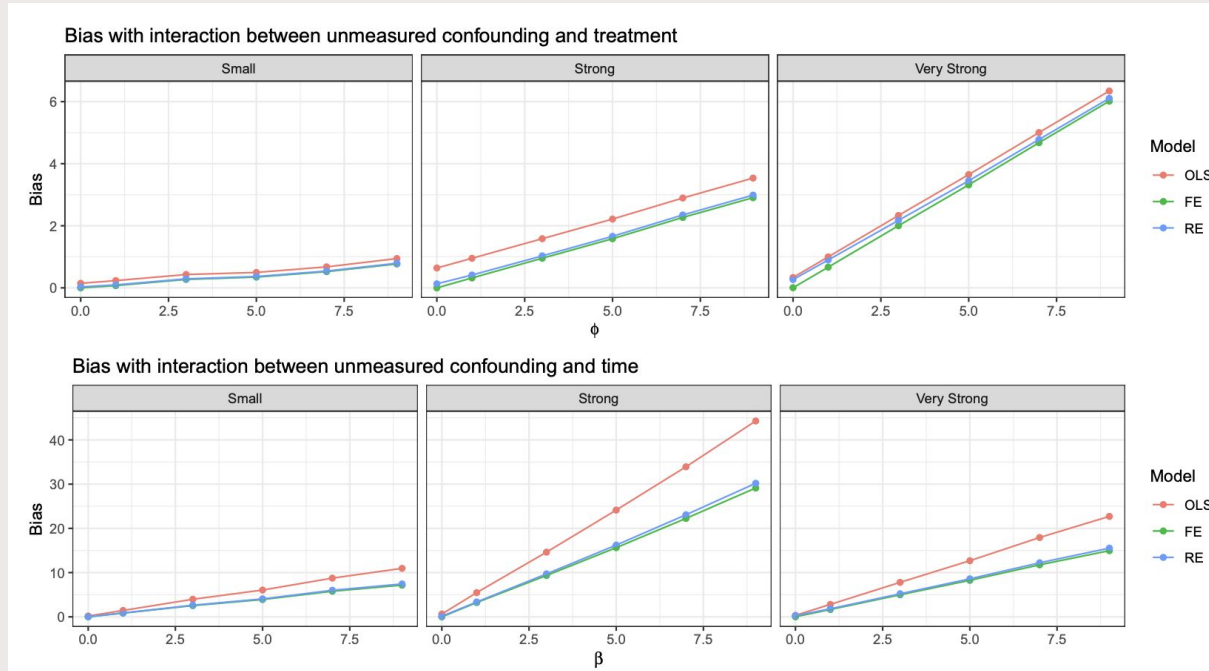 Bias with interaction between unmeasured confounding and treatment
Small Strong Very Strong
6
4
2
0
Bias
0.0 2.5 5.0 7.5 0.0 2.5 5.0 7.5 0.0 2.5 5.0 7.5
ϕ
Model
OLS
FE
RE
Bias with interaction between unmeasured confounding and time
Small Strong Very Strong
40
30
20
10
0
Bias
0.0 2.5 5.0 7.5 0.0 2.5 5.0 7.5 0.0 2.5 5.0 7.5
β
Model
OLS
FE
RE